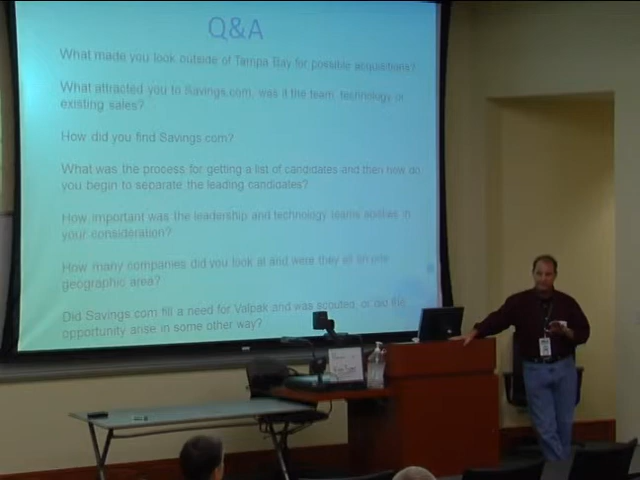 Q&A
What made you look outside of Tampa Bay for possible acquisitions?
What attracted you to Savings.com, was it the team, technology or
existing sales?
How did you find Savings.com?
What was the process for getting a list of candidates and then how do
you begin to separate the leading candidates?
How important was the leadership and technology teams in
your consideration?
How many companies did you look at and were they all on
geographic area?
Did Savings.com fill a need for Valpak and was scouted, or did the
opportunity arise in some other way?